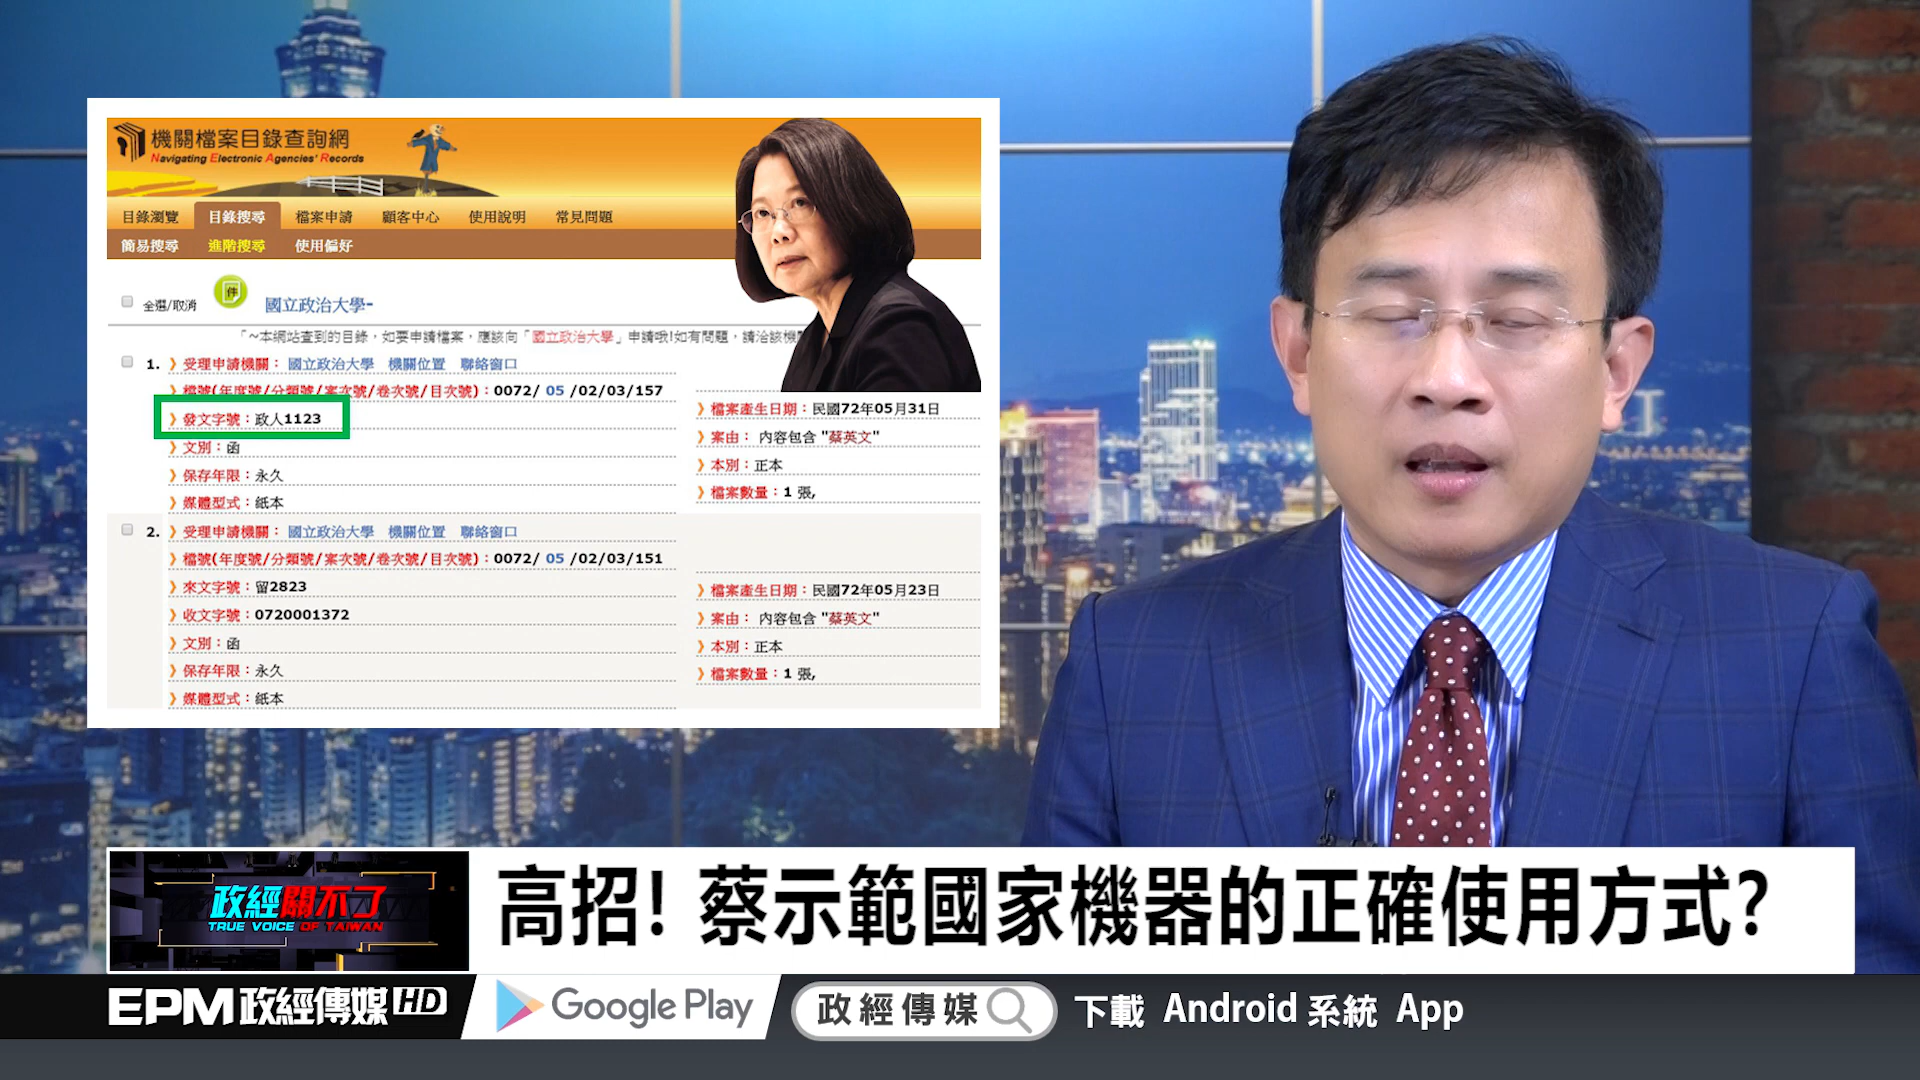 機關檔案目錄查詢網
Navigating Electronic Agencies' Records
目錄瀏覽 目錄搜尋 檔案申請 顧客中心 使用說明 常見問題
簡易搜尋 進階搜尋 使用偏好
全選/取消 件 國立政治大學-
「~本網站查到的目錄，如要申請檔案，應該向「國立政治大學」申請哦!如有問題，請洽該機
1. 》受理申請機關： 國立政治大學 機關位置 聯絡窗口
》檔號(年度號/分類號/案次號/卷次號/目次號)：0072/ 05 /02/03/157
》發文字號：政人1123
》文別：函
》保存年限：永久
》媒體型式：紙本
》檔案產生日期：民國72年05月31日
》案由： 內容包含 "蔡英文"
》本別：正本
》檔案數量：1 張,
2. 》受理申請機關： 國立政治大學 機關位置 聯絡窗口
》檔號(年度號/分類號/案次號/卷次號/目次號)：0072/ 05 /02/03/151
》來文字號：留2823
》收文字號：0720001372
》文別：函
》保存年限：永久
》媒體型式：紙本
》檔案產生日期：民國72年05月23日
》案由： 內容包含 "蔡英文"
》本別：正本
》檔案數量：1 張,
政經關不了
TRUE VOICE OF TAIWAN
高招! 蔡示範國家機器的正確使用方式?
EPM 政經傳媒 HD
Google Play
政經傳媒
下載 Android 系統 App